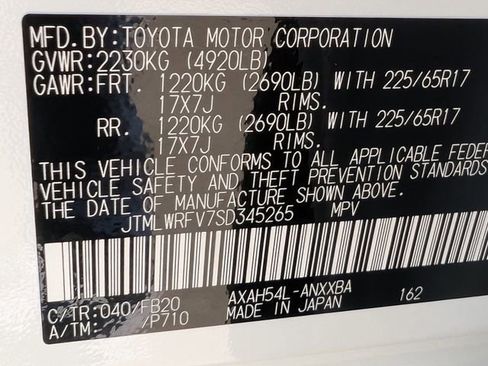 MFD.BY:TOYOTA MOTOR CORPORATION
GVWR:2230KG (4920LB)
GAWR:FRT. 1220KG (2690LB) WITH 225/65R17
17X7J RIMS.
RR. 1220KG (2690LB) WITH 225/65R17
17X7J RIMS.
THIS VEHICLE CONFORMS TO ALL APPLICABLE FEDER
VEHICLE SAFETY AND THEFT PREVENTION STANDARDS
THE DATE OF MANUFACTURE SHOWN ABOVE.
JTMLWRFV7SD345265 MPV
C/TR:040/FB20 AXAH54L-ANXXBA 162
A/TM: /P710 MADE IN JAPAN